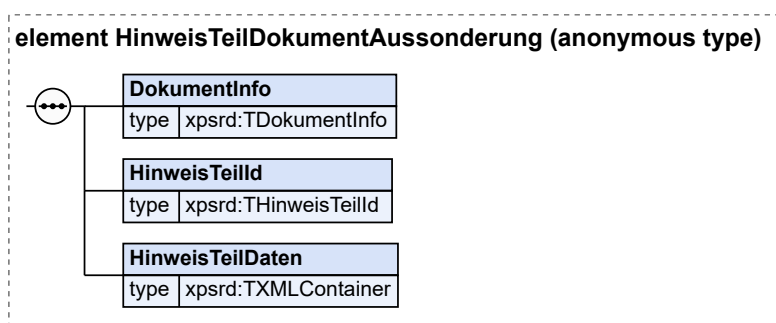 element HinweisTeilDokumentAussonderung (anonymous type)
DokumentInfo
type xpsrd:TDokumentInfo
HinweisTeilId
type xpsrd:THinweisTeilId
HinweisTeilDaten
type xpsrd:TXMLContainer